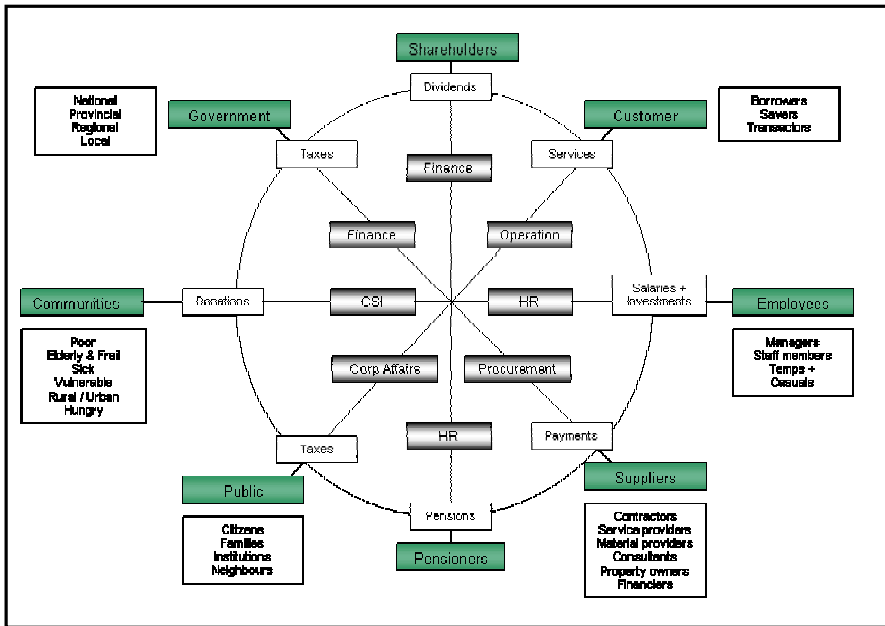 Shareholders
Dividends
National
Provincial
Regional
Local
Government
Taxes
Customer
Services
Borrowers
Savers
Transactors
Finance
Finance
Operation
Communities
Donations
CSI
HR
Salaries +
Investments
Employees
Poor
Elderly & Frail
Sick
Vulnerable
Rural / Urban
Hungry
Managers
Staff members
Temps +
Casuals
Corp Affairs
Procurement
HR
Taxes
Payments
Public
Suppliers
Citizens
Families
Institutions
Neighbours
Pensions
Pensioners
Contractors
Service providers
Material providers
Consultants
Property owners
Financiers